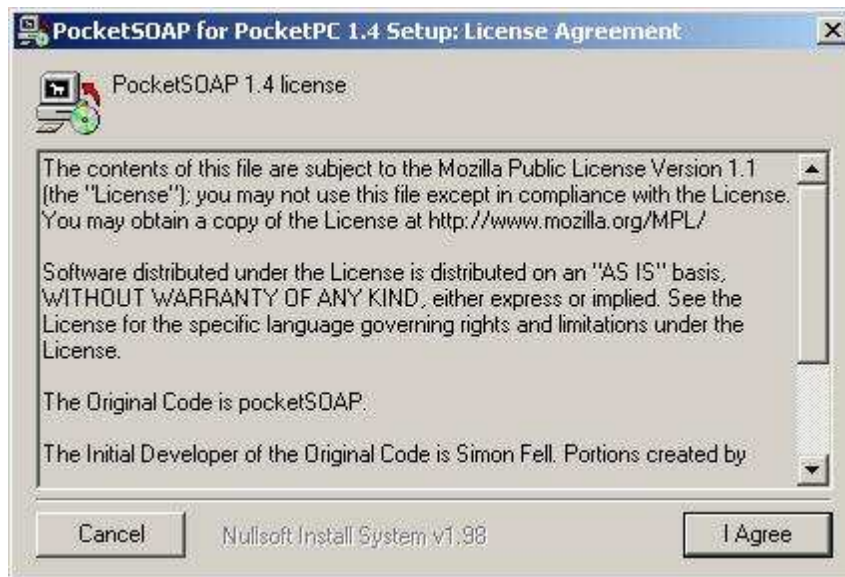 PocketSOAP for PocketPC 1.4 Setup: License Agreement
PocketSOAP 1.4 license
The contents of this file are subject to the Mozilla Public License Version 1.1
(the "License"); you may not use this file except in compliance with the License.
You may obtain a copy of the License at http://www.mozilla.org/MPL/
Software distributed under the License is distributed on an "AS IS" basis,
WITHOUT WARRANTY OF ANY KIND, either express or implied. See the
License for the specific language governing rights and limitations under the
License.
The Original Code is pocketSOAP.
The Initial Developer of the Original Code is Simon Fell. Portions created by
Cancel
Nullsoft Install System v1.98
I Agree